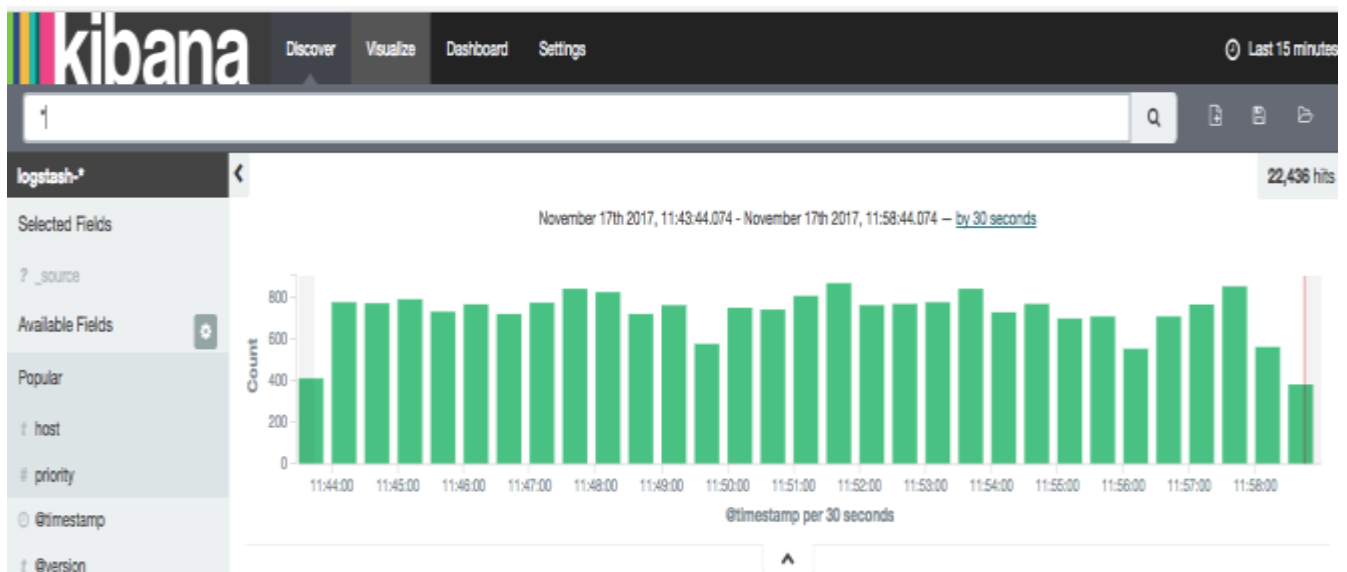 kibana Discover Visualize Dashboard Settings Last 15 minutes
*
logstash-* 22,436 hits
Selected Fields
November 17th 2017, 11:43:44.074 - November 17th 2017, 11:58:44.074 — by 30 seconds
? _source
Available Fields
Popular
t host
# priority
@timestamp
t @version
Count
800
600
400
200
0
11:44:00 11:45:00 11:46:00 11:47:00 11:48:00 11:49:00 11:50:00 11:51:00 11:52:00 11:53:00 11:54:00 11:55:00 11:56:00 11:57:00 11:58:00
@timestamp per 30 seconds